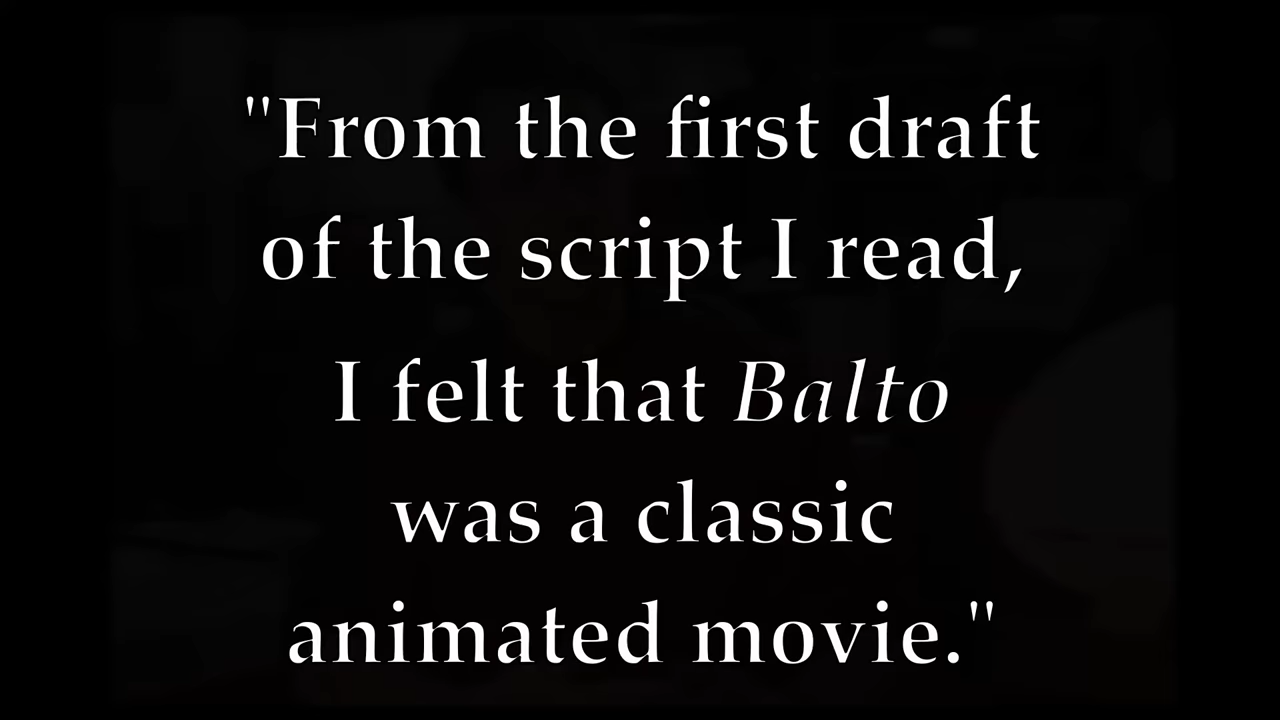 "From the first draft
of the script I read,
I felt that Balto
was a classic
animated movie."